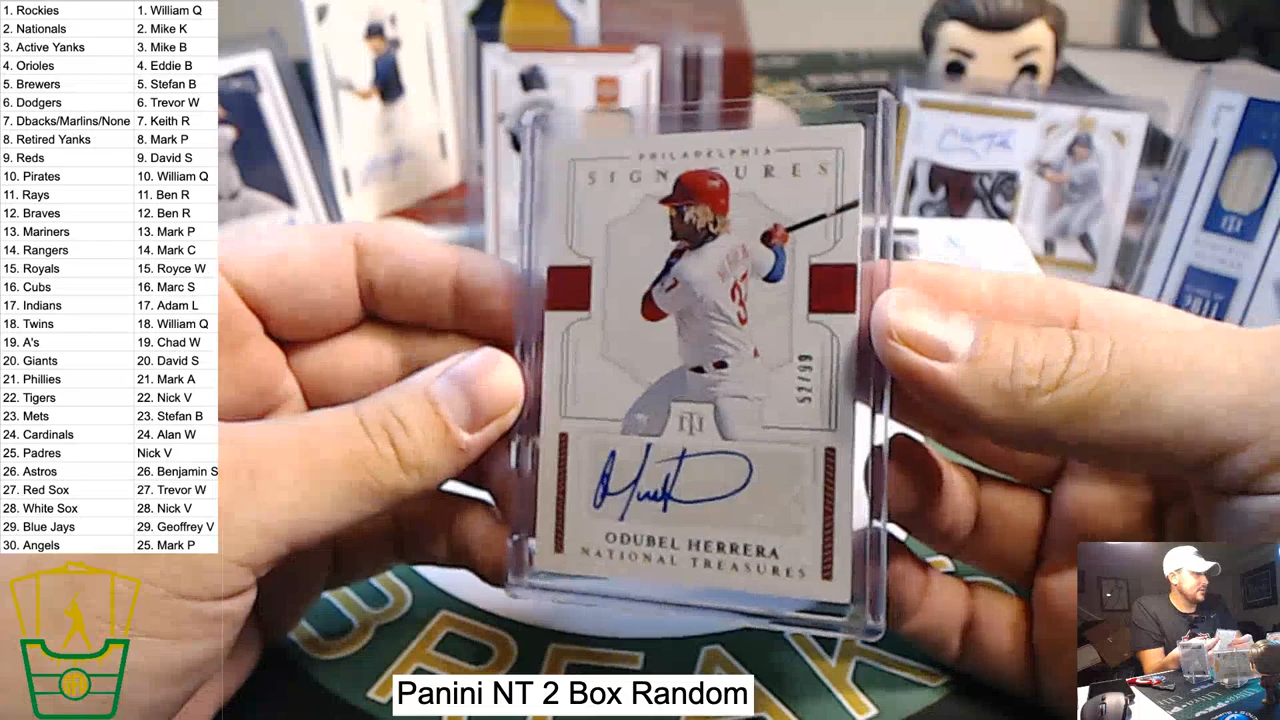 1. Rockies 1. William Q
2. Nationals 2. Mike K
3. Active Yanks 3. Mike B
4. Orioles 4. Eddie B
5. Brewers 5. Stefan B
6. Dodgers 6. Trevor W
7. Dbacks/Marlins/None 7. Keith R
8. Retired Yanks 8. Mark P
9. Reds 9. David S
10. Pirates 10. William Q
11. Rays 11. Ben R
12. Braves 12. Ben R
13. Mariners 13. Mark P
14. Rangers 14. Mark C
15. Royals 15. Royce W
16. Cubs 16. Marc S
17. Indians 17. Adam L
18. Twins 18. William Q
19. A's 19. Chad W
20. Giants 20. David S
21. Phillies 21. Mark A
22. Tigers 22. Nick V
23. Mets 23. Stefan B
24. Cardinals 24. Alan W
25. Padres Nick V
26. Astros 26. Benjamin S
27. Red Sox 27. Trevor W
28. White Sox 28. Nick V
29. Blue Jays 29. Geoffrey V
30. Angels 25. Mark P
PHILADELPHIA
SIGNATURES
37
52/99
ODUBEL HERRERA
NATIONAL TREASURES
BREAK
Panini NT 2 Box Random